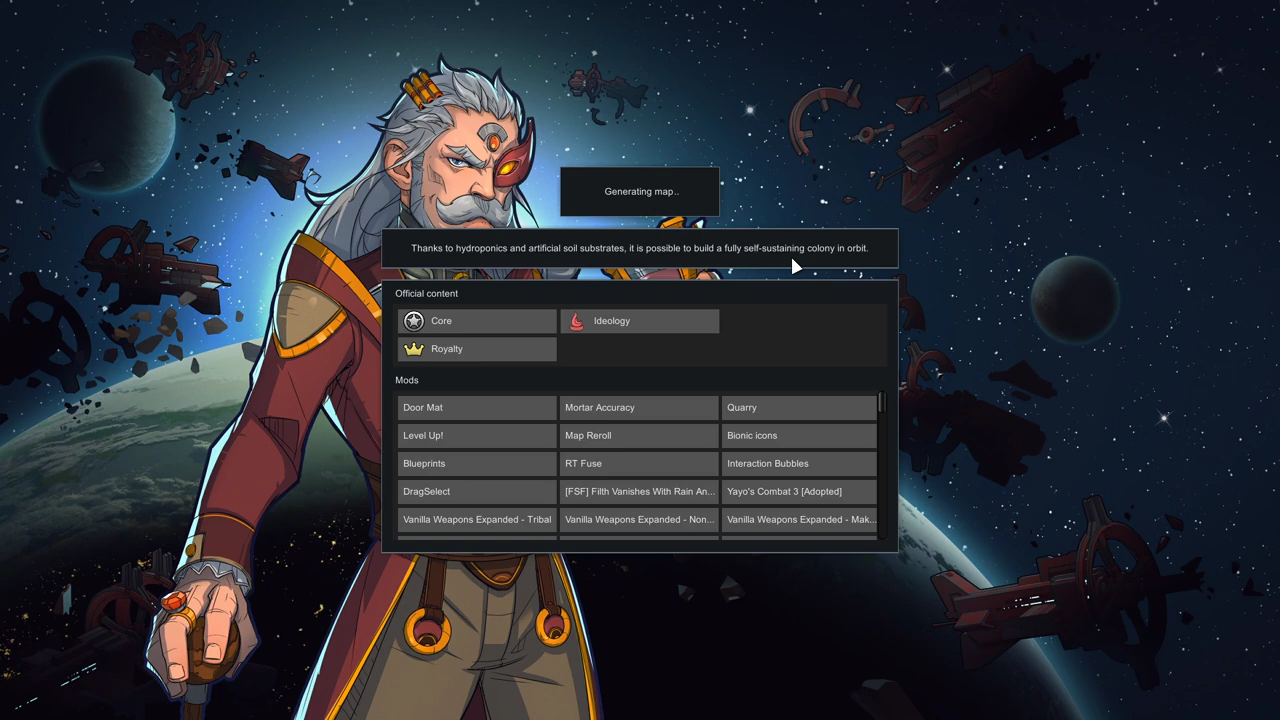 Generating map..
Thanks to hydroponics and artificial soil substrates, it is possible to build a fully self-sustaining colony in orbit.
Official content
Core
Ideology
Royalty
Mods
Door Mat
Mortar Accuracy
Quarry
Level Up!
Map Reroll
Bionic icons
Blueprints
RT Fuse
Interaction Bubbles
DragSelect
[FSF] Filth Vanishes With Rain An...
Yayo's Combat 3 [Adopted]
Vanilla Weapons Expanded - Tribal
Vanilla Weapons Expanded - Non...
Vanilla Weapons Expanded - Mak...